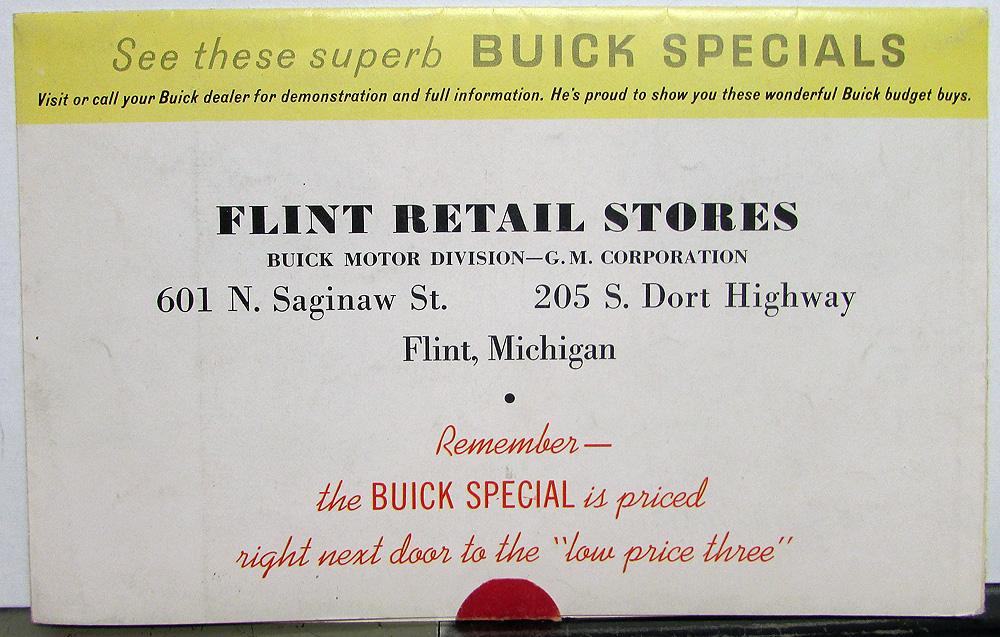 See these superb BUICK SPECIALS
Visit or call your Buick dealer for demonstration and full information. He's proud to show you these wonderful Buick budget buys.
FLINT RETAIL STORES
BUICK MOTOR DIVISION—G.M. CORPORATION
601 N. Saginaw St. 205 S. Dort Highway
Flint, Michigan
•
Remember—
the BUICK SPECIAL is priced
right next door to the "low price three"